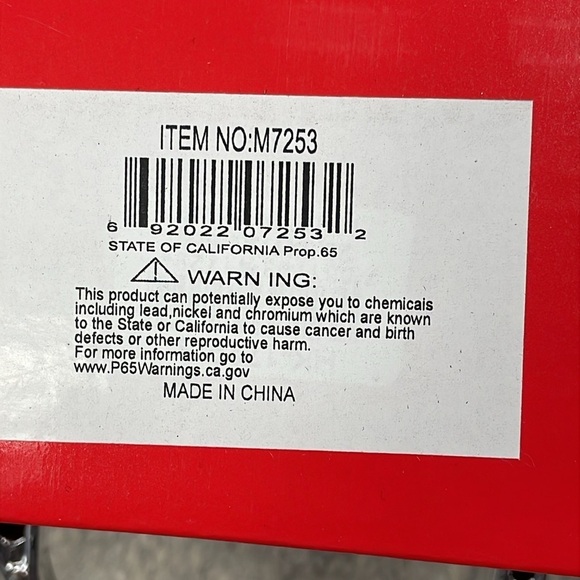 ITEM NO:M7253
6 92022 07253 2
STATE OF CALIFORNIA Prop.65
WARN ING:
This product can potentially expose you to chemicals
including lead,nickel and chromium which are known
to the State or California to cause cancer and birth
defects or other reproductive harm.
For more information go to
www.P65Warnings.ca.gov
MADE IN CHINA